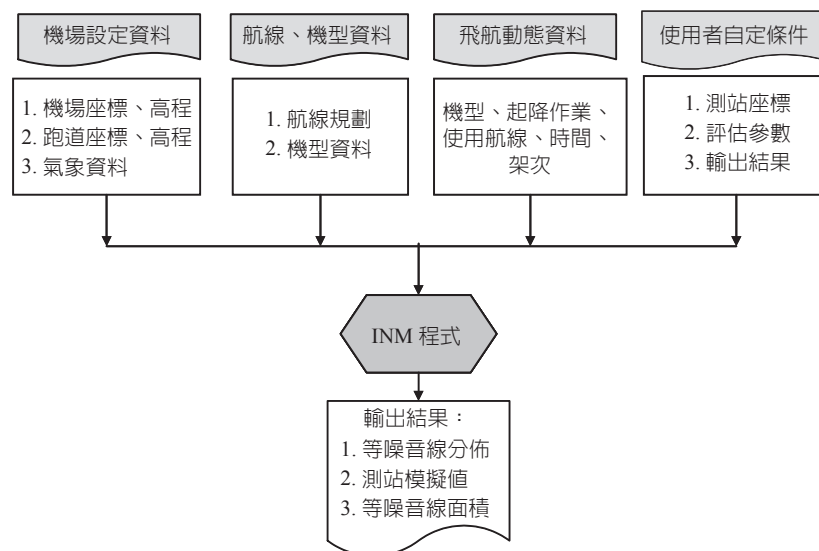 機場設定資料
1. 機場座標、高程
2. 跑道座標、高程
3. 氣象資料
航線、機型資料
1. 航線規劃
2. 機型資料
飛航動態資料
機型、起降作業、
使用航線、時間、
架次
使用者自定條件
1. 測站座標
2. 評估參數
3. 輸出結果
INM 程式
輸出結果：
1. 等噪音線分佈
2. 測站模擬值
3. 等噪音線面積